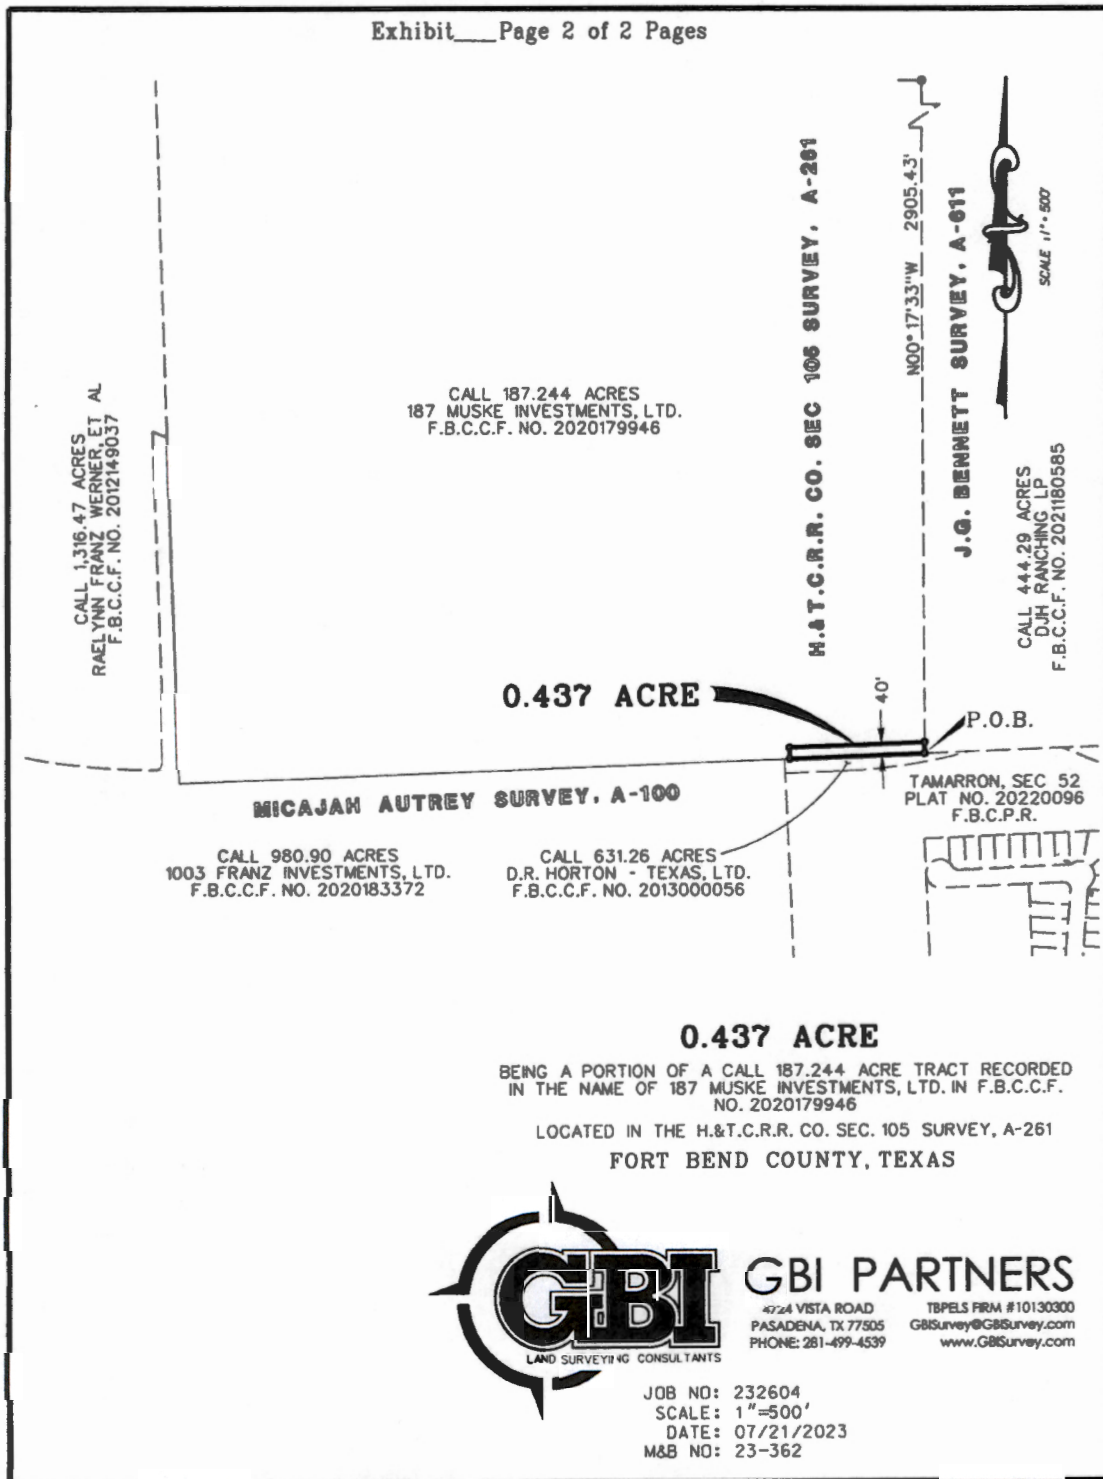 Exhibit___Page 2 of 2 Pages
CALL 1,316.47 ACRES
RAELYNN FRANZ WERNER, ET AL
F.B.C.C.F. NO. 2012149037
CALL 187.244 ACRES
187 MUSKE INVESTMENTS, LTD.
F.B.C.C.F. NO. 2020179946
H.&T.C.R.R. CO. SEC 105 SURVEY, A-261
N00°17'33"W 2905.43'
J.G. BENNETT SURVEY, A-611
SCALE : 1" = 500'
CALL 444.29 ACRES
DJH RANCHING LP
F.B.C.C.F. NO. 2021180585
0.437 ACRE
40'
P.O.B.
TAMARRON, SEC 52
PLAT NO. 20220096
F.B.C.P.R.
MICAJAH AUTREY SURVEY, A-100
CALL 980.90 ACRES
1003 FRANZ INVESTMENTS, LTD.
F.B.C.C.F. NO. 2020183372
CALL 631.26 ACRES
D.R. HORTON - TEXAS, LTD.
F.B.C.C.F. NO. 2013000056
0.437 ACRE
BEING A PORTION OF A CALL 187.244 ACRE TRACT RECORDED
IN THE NAME OF 187 MUSKE INVESTMENTS, LTD. IN F.B.C.C.F.
NO. 2020179946
LOCATED IN THE H.&T.C.R.R. CO. SEC. 105 SURVEY, A-261
FORT BEND COUNTY, TEXAS
GBI
LAND SURVEYING CONSULTANTS
GBI PARTNERS
4724 VISTA ROAD
PASADENA, TX 77505
PHONE: 281-499-4539
TBPELS FIRM #10130300
GBISurvey@GBISurvey.com
www.GBISurvey.com
JOB NO: 232604
SCALE: 1"=500'
DATE: 07/21/2023
M&B NO: 23-362